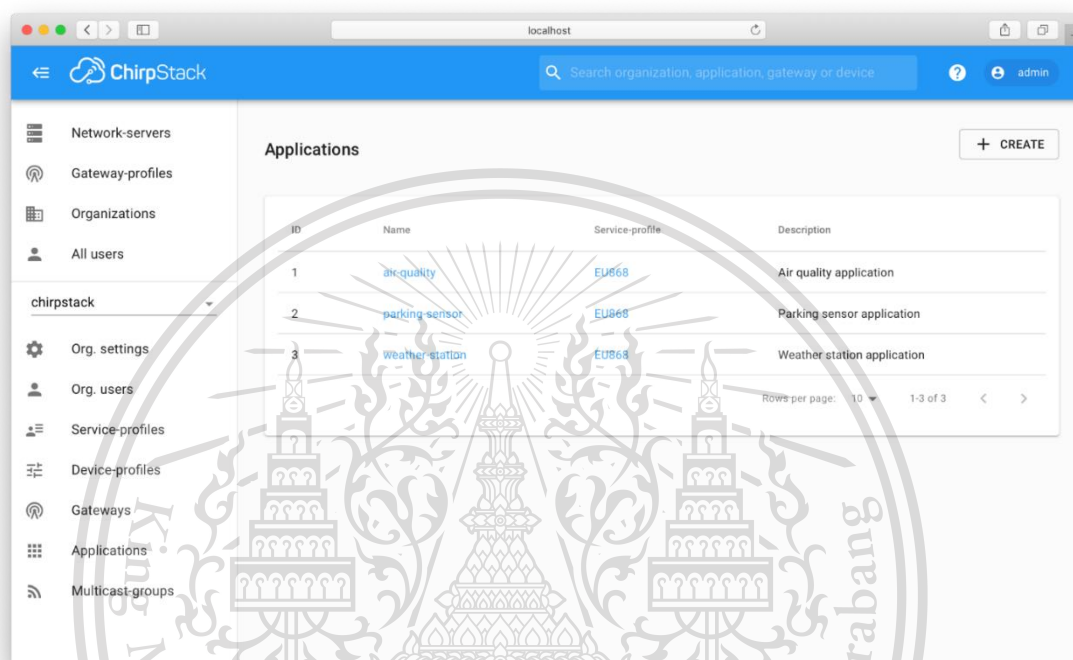 localhost
ChirpStack
Search organization, application, gateway or device
? admin
Network-servers
Gateway-profiles
Organizations
All users
chirpstack
Org. settings
Org. users
Service-profiles
Device-profiles
Gateways
Applications
Multicast-groups
Applications
+ CREATE
ID Name Service-profile Description
1 air-quality EU868 Air quality application
2 parking-sensor EU868 Parking sensor application
3 weather-station EU868 Weather station application
Rows per page: 10 1-3 of 3
King M
rabang